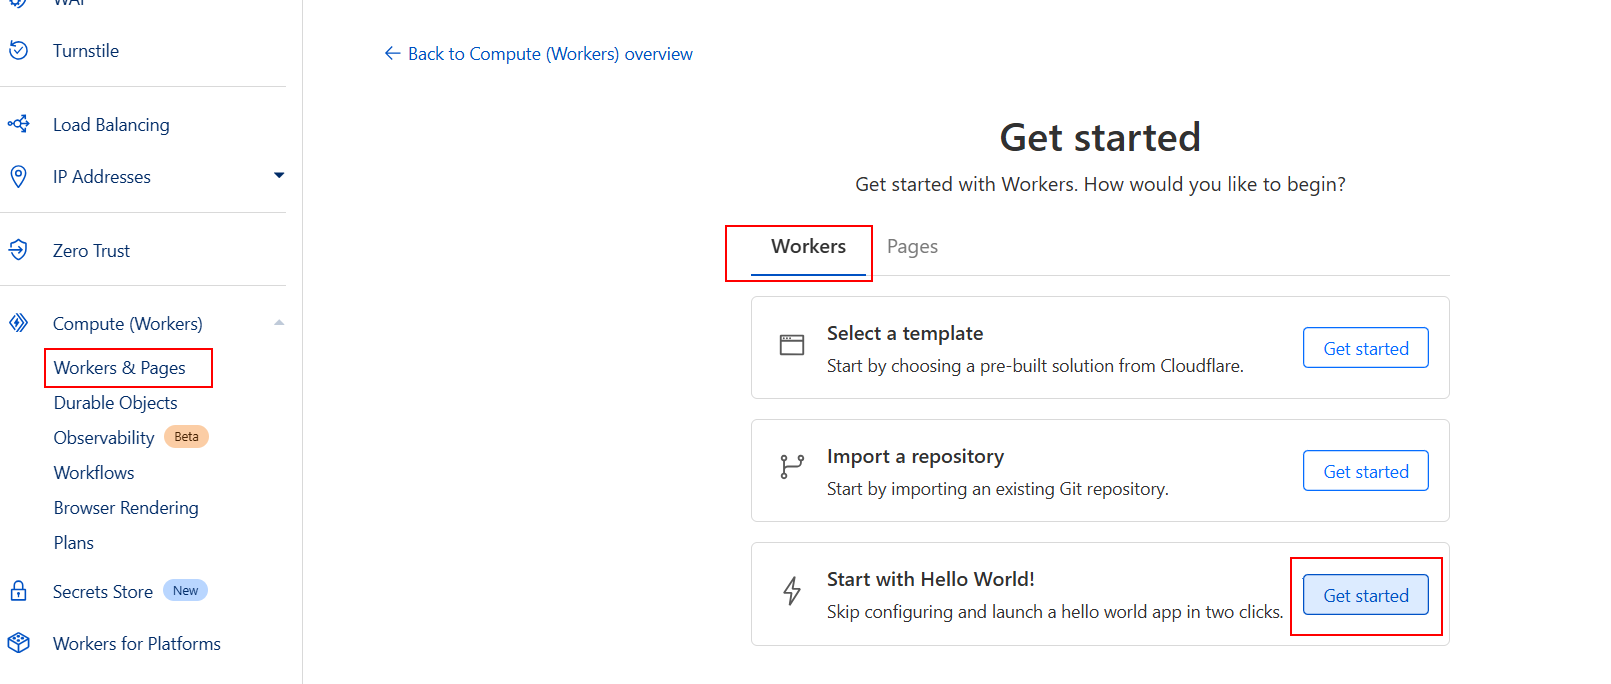 WAF
Turnstile
Load Balancing
IP Addresses
Zero Trust
Compute (Workers)
Workers & Pages
Durable Objects
Observability Beta
Workflows
Browser Rendering
Plans
Secrets Store New
Workers for Platforms
← Back to Compute (Workers) overview
Get started
Get started with Workers. How would you like to begin?
Workers Pages
Select a template
Start by choosing a pre-built solution from Cloudflare.
Get started
Import a repository
Start by importing an existing Git repository.
Get started
Start with Hello World!
Skip configuring and launch a hello world app in two clicks.
Get started